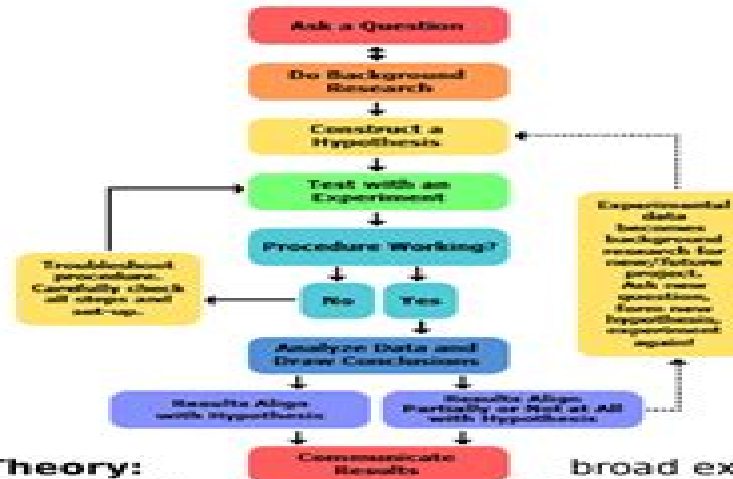 Ask a Question
Do Background
Research
Construct a
Hypothesis
Test with an
Experiment
Procedure Working?
Troubleshoot
procedure.
Carefully check
all steps and
set-up.
No
Yes
Experimental
data
becomes
background
research for
new/future
project.
Ask new
question,
form new
hypothesis,
experiment
again!
Analyze Data and
Draw Conclusions
Results Align
with Hypothesis
Results Align
Partially or Not at All
with Hypothesis
Communicate
Results
Theory: broad ex